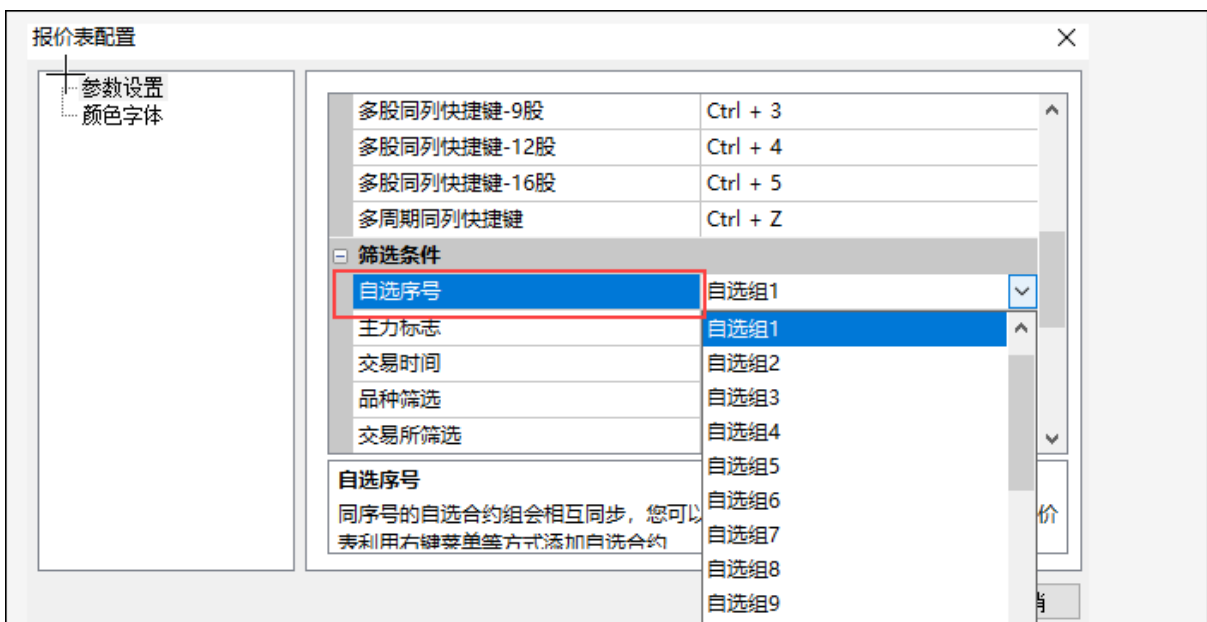 报价表配置
参数设置
颜色字体
多股同列快捷键-9股 Ctrl + 3
多股同列快捷键-12股 Ctrl + 4
多股同列快捷键-16股 Ctrl + 5
多周期同列快捷键 Ctrl + Z
筛选条件
自选序号 自选组1
主力标志 自选组1
交易时间 自选组2
品种筛选 自选组3
交易所筛选 自选组4
自选组5
自选组6
自选组7
自选组8
自选组9
自选序号
同序号的自选合约组会相互同步，您可以 价
表利用右键菜单等方式添加自选合约